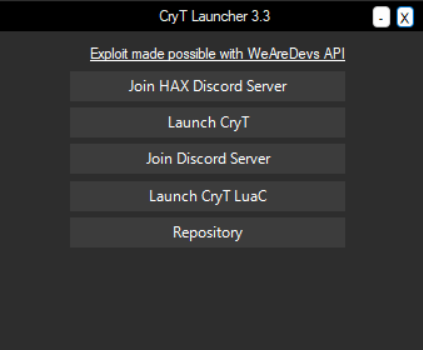 CryT Launcher 3.3
- X
Exploit made possible with WeAreDevs API
Join HAX Discord Server
Launch CryT
Join Discord Server
Launch CryT LuaC
Repository